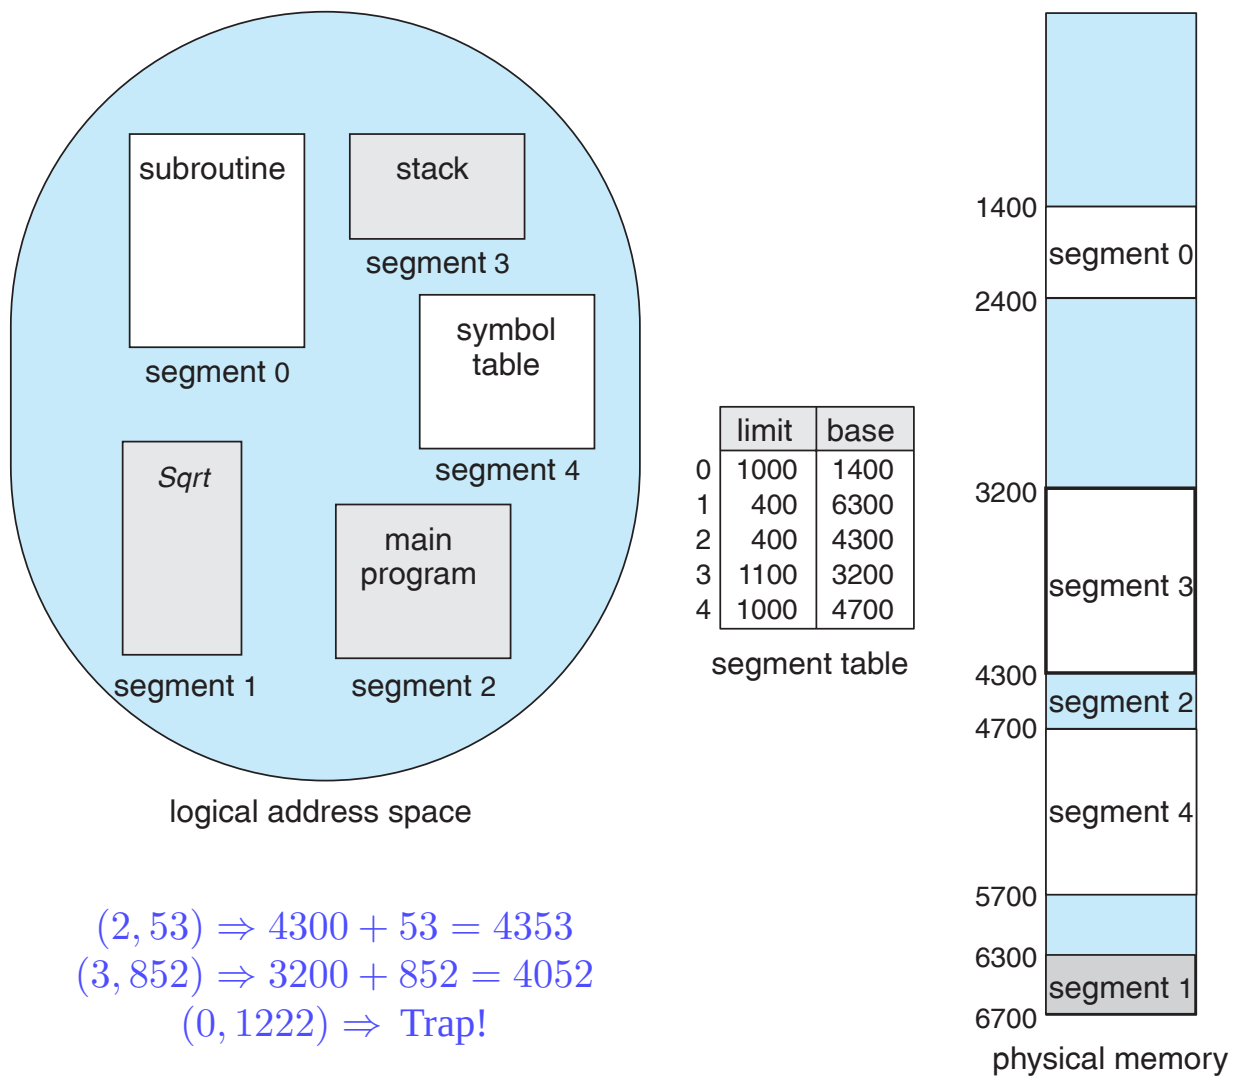 subroutine
segment 0
stack
segment 3
symbol
table
segment 4
Sqrt
segment 1
main
program
segment 2
logical address space
limit base
0 1000 1400
1 400 6300
2 400 4300
3 1100 3200
4 1000 4700
segment table
1400
segment 0
2400
3200
segment 3
4300
segment 2
4700
segment 4
5700
6300
segment 1
6700
physical memory
(2, 53) ⇒ 4300 + 53 = 4353
(3, 852) ⇒ 3200 + 852 = 4052
(0, 1222) ⇒ Trap!